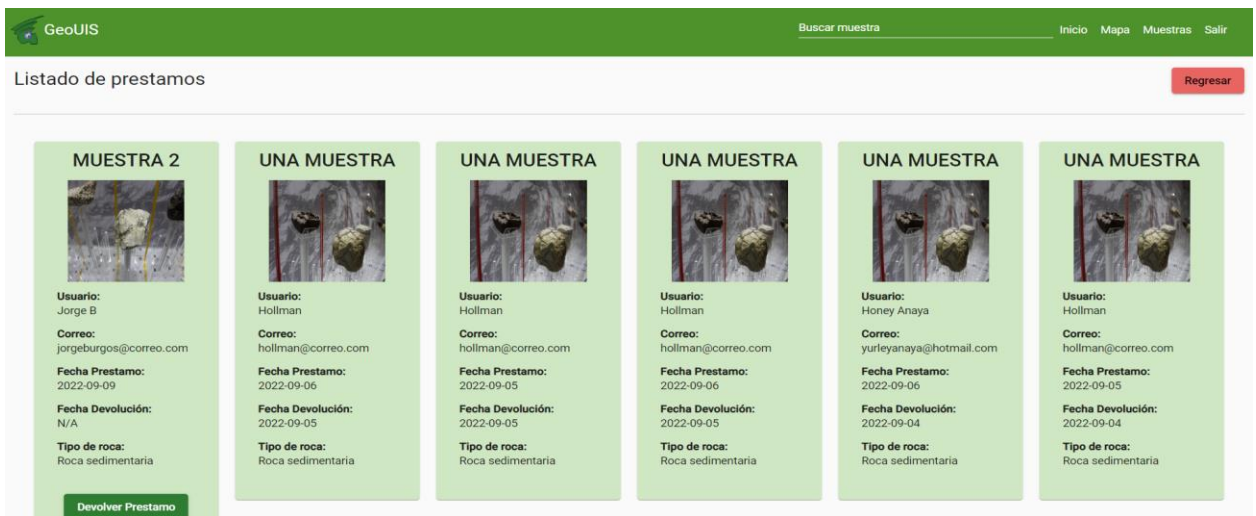 GeoUIS
Buscar muestra
Inicio Mapa Muestras Salir
Listado de prestamos
Regresar
MUESTRA 2
Usuario:
Jorge B
Correo:
jorgeburgos@correo.com
Fecha Prestamo:
2022-09-09
Fecha Devolución:
N/A
Tipo de roca:
Roca sedimentaria
Devolver Prestamo
UNA MUESTRA
Usuario:
Hollman
Correo:
hollman@correo.com
Fecha Prestamo:
2022-09-06
Fecha Devolución:
2022-09-05
Tipo de roca:
Roca sedimentaria
UNA MUESTRA
Usuario:
Hollman
Correo:
hollman@correo.com
Fecha Prestamo:
2022-09-05
Fecha Devolución:
2022-09-05
Tipo de roca:
Roca sedimentaria
UNA MUESTRA
Usuario:
Hollman
Correo:
hollman@correo.com
Fecha Prestamo:
2022-09-06
Fecha Devolución:
2022-09-05
Tipo de roca:
Roca sedimentaria
UNA MUESTRA
Usuario:
Honey Anaya
Correo:
yurleyanaya@hotmail.com
Fecha Prestamo:
2022-09-06
Fecha Devolución:
2022-09-04
Tipo de roca:
Roca sedimentaria
UNA MUESTRA
Usuario:
Hollman
Correo:
hollman@correo.com
Fecha Prestamo:
2022-09-05
Fecha Devolución:
2022-09-04
Tipo de roca:
Roca sedimentaria